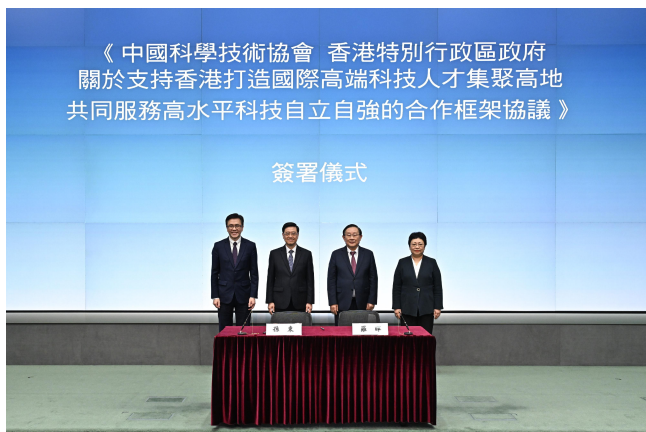 《 中國科學技術協會 香港特別行政區政府
關於支持香港打造國際高端科技人才集聚高地
共同服務高水平科技自立自強的合作框架協議 》
簽署儀式
孫 東
羅 暉